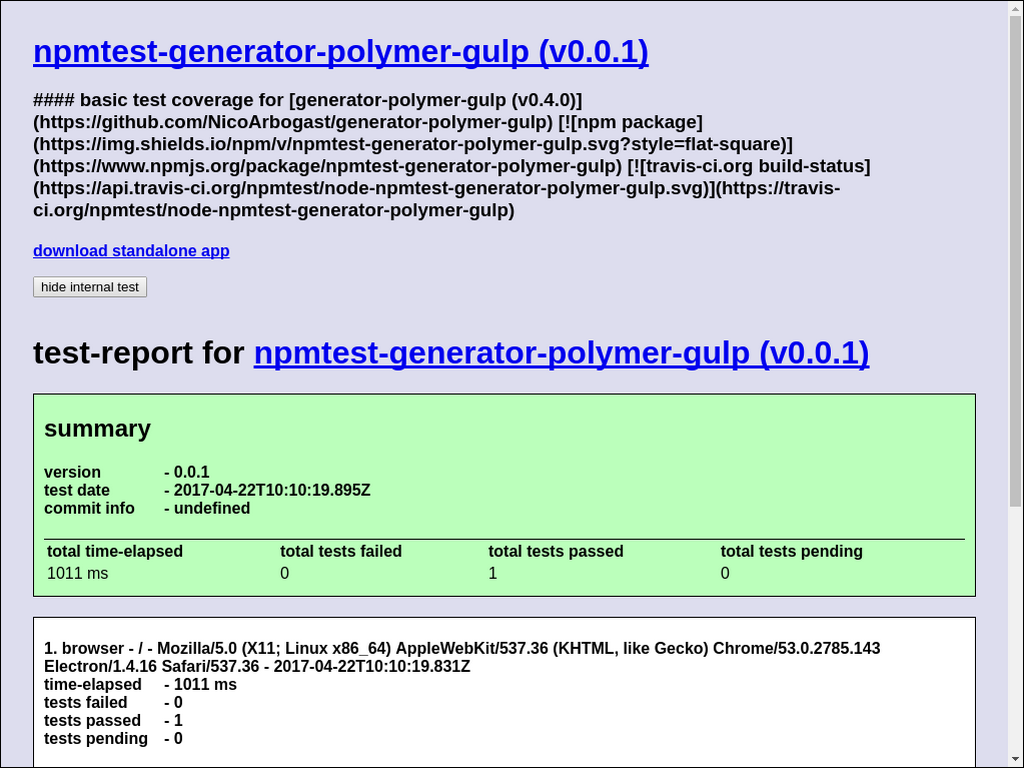 npmtest-generator-polymer-gulp (v0.0.1)
#### basic test coverage for [generator-polymer-gulp (v0.4.0)]
(https://github.com/NicoArbogast/generator-polymer-gulp) [![npm package]
(https://img.shields.io/npm/v/npmtest-generator-polymer-gulp.svg?style=flat-square)]
(https://www.npmjs.org/package/npmtest-generator-polymer-gulp) [![travis-ci.org build-status]
(https://api.travis-ci.org/npmtest/node-npmtest-generator-polymer-gulp.svg)](https://travis-
ci.org/npmtest/node-npmtest-generator-polymer-gulp)
download standalone app
hide internal test
test-report for npmtest-generator-polymer-gulp (v0.0.1)
summary
version - 0.0.1
test date - 2017-04-22T10:10:19.895Z
commit info - undefined
total time-elapsed total tests failed total tests passed total tests pending
1011 ms 0 1 0
1. browser - / - Mozilla/5.0 (X11; Linux x86_64) AppleWebKit/537.36 (KHTML, like Gecko) Chrome/53.0.2785.143
Electron/1.4.16 Safari/537.36 - 2017-04-22T10:10:19.831Z
time-elapsed - 1011 ms
tests failed - 0
tests passed - 1
tests pending - 0